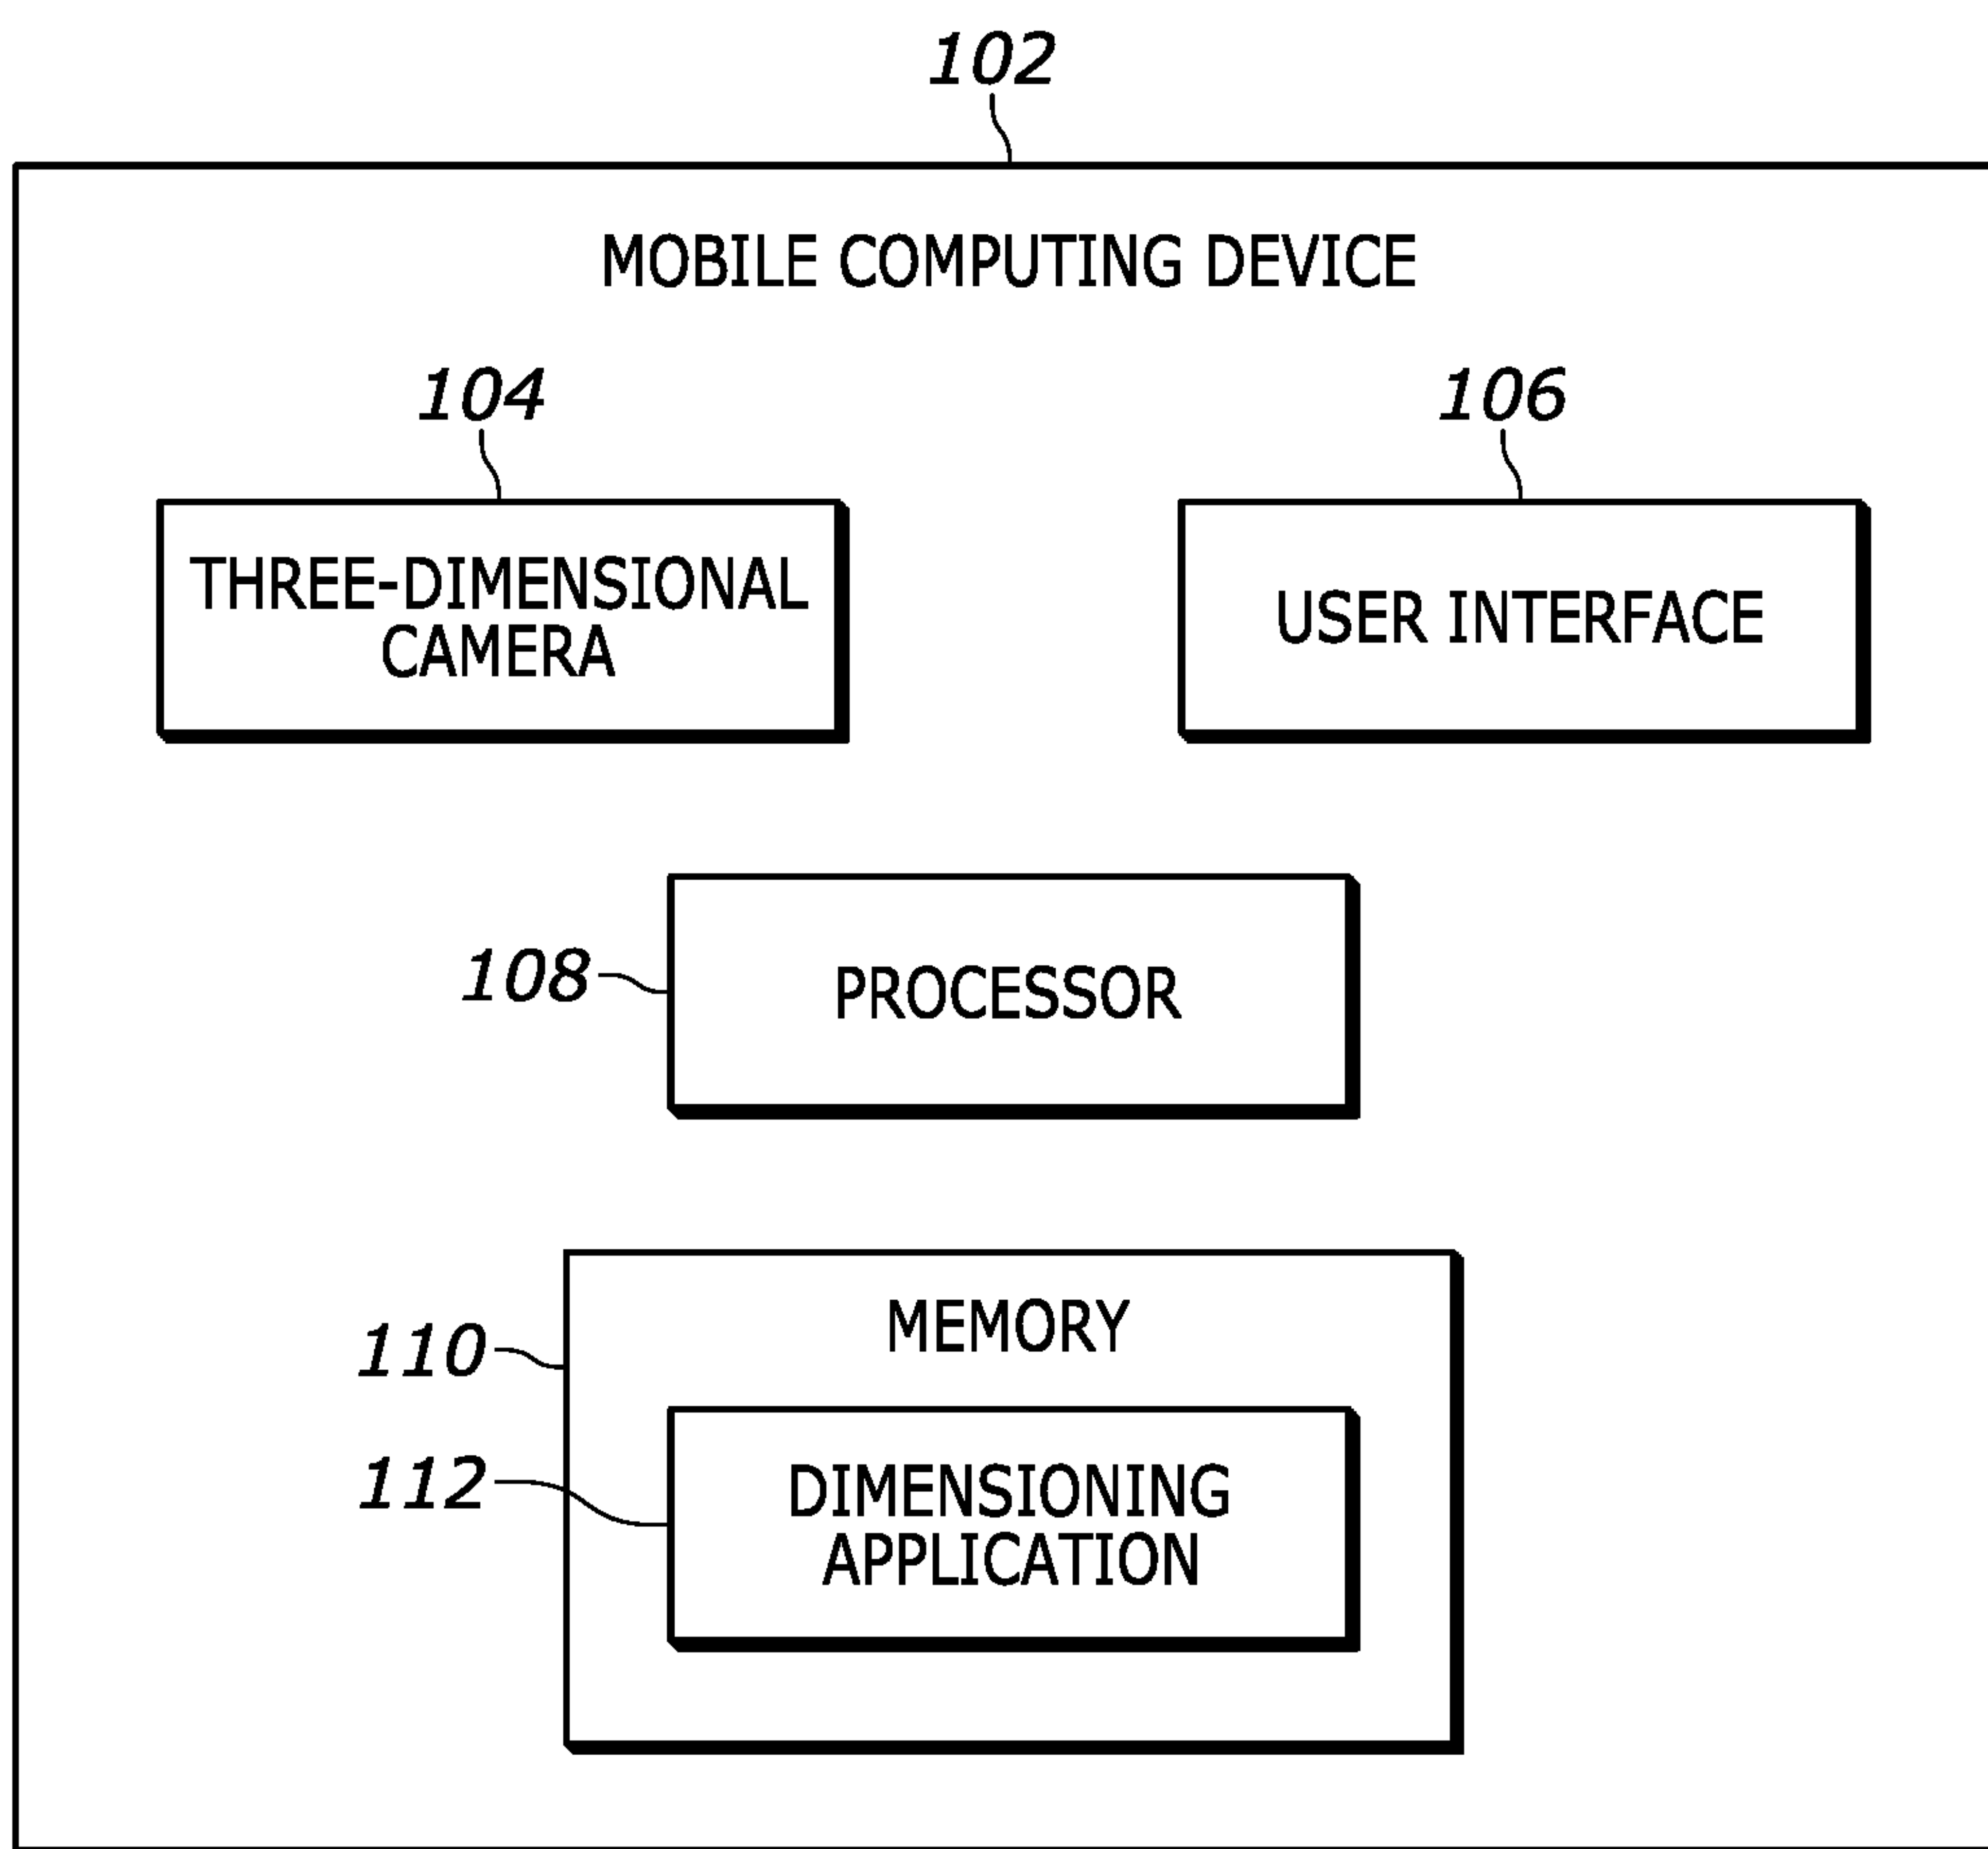 102
MOBILE COMPUTING DEVICE
104
106
THREE-DIMENSIONAL
CAMERA
USER INTERFACE
108
PROCESSOR
110
MEMORY
112
DIMENSIONING
APPLICATION